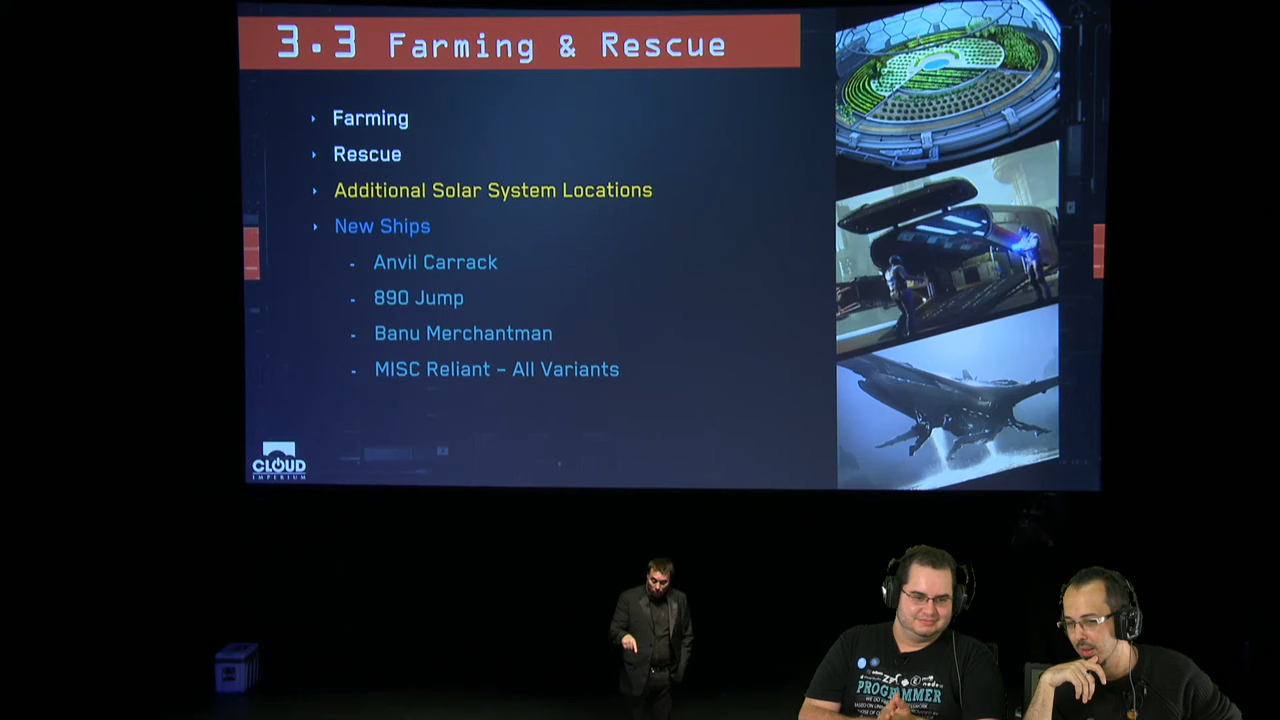 3.3 Farming & Rescue
Farming
Rescue
Additional Solar System Locations
New Ships
- Anvil Carrack
- 890 Jump
- Banu Merchantman
- MISC Reliant – All Variants
CLOUD
IMPERIUM
PROGRAMMER